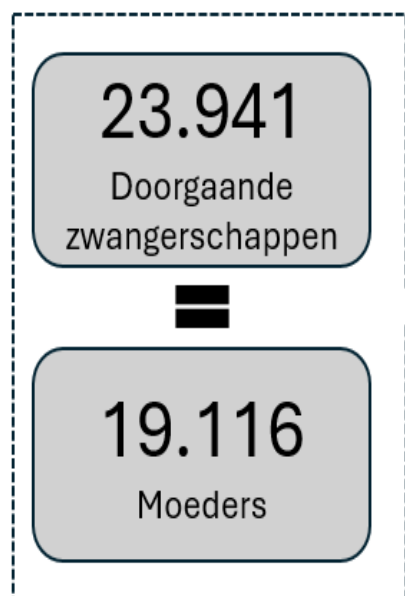 23.941
Doorgaande
zwangerschappen
=
19.116
Moeders